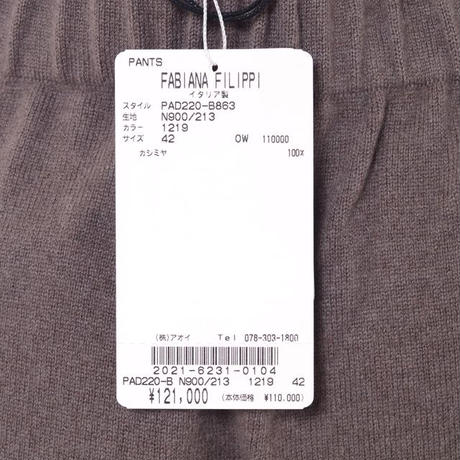 PANTS
FABIANA FILIPPI
イタリア製
スタイル PAD220-B863
生地 N900/213
カラー 1219
サイズ 42 OW 110000
カシミヤ 100%
(株)アオイ Tel 078-303-1800
2021-6231-0104
PAD220-B N900/213 1219 42
¥121,000 (本体価格 ¥110,000)